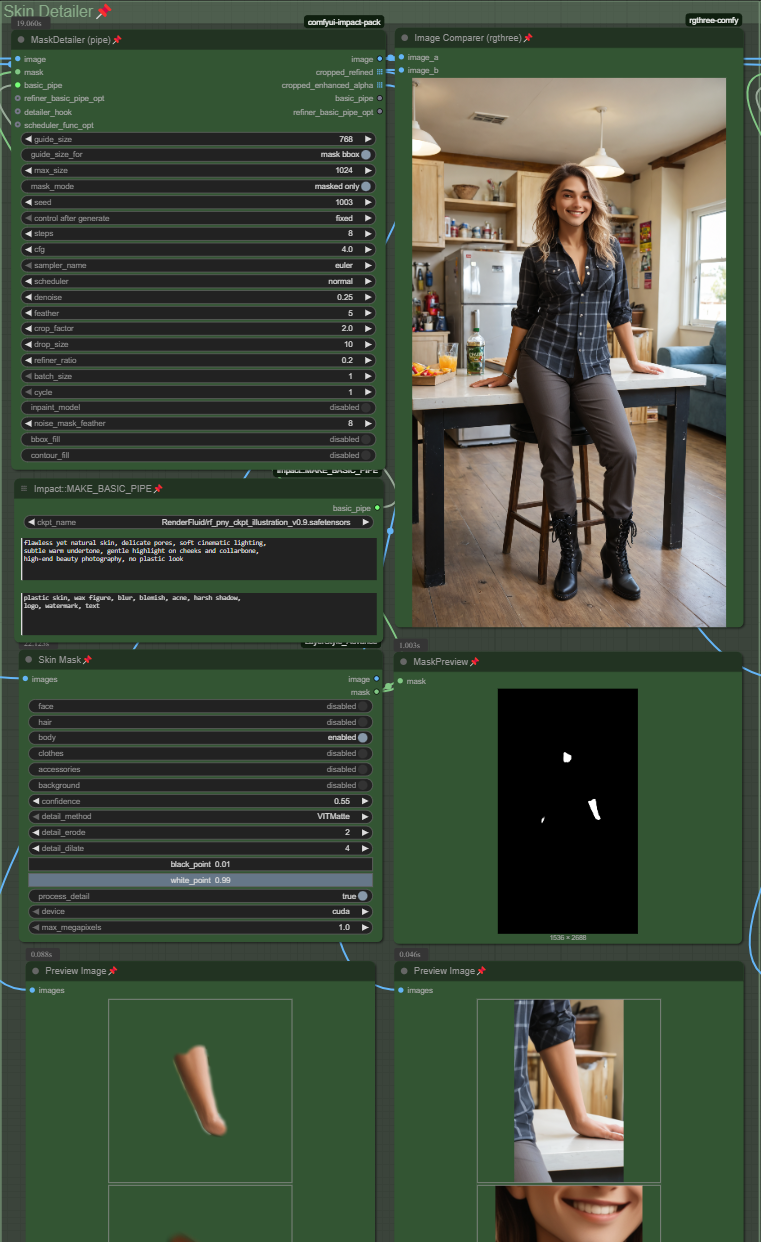 Skin Detailer
19.060s
comfyui-impact-pack
rgthree-comfy
MaskDetailer (pipe)
Image Comparer (rgthree)
image
image
mask
cropped_refined
basic_pipe
cropped_enhanced_alpha
refiner_basic_pipe_opt
basic_pipe
detailer_hook
refiner_basic_pipe_opt
scheduler_func_opt
image_a
image_b
guide_size 768
guide_size_for mask bbox
max_size 1024
mask_mode masked only
seed 1003
control after generate fixed
steps 8
cfg 4.0
sampler_name euler
scheduler normal
denoise 0.25
feather 5
crop_factor 2.0
drop_size 10
refiner_ratio 0.2
batch_size 1
cycle 1
inpaint_model disabled
noise_mask_feather 8
bbox_fill disabled
contour_fill disabled
Impact::MAKE_BASIC_PIPE
Impact::MAKE_BASIC_PIPE
basic_pipe
ckpt_name RenderFluid/rf_pny_ckpt_illustration_v0.9.safetensors
flawless yet natural skin, delicate pores, soft cinematic lighting,
subtle warm undertone, gentle highlight on cheeks and collarbone,
high-end beauty photography, no plastic look
plastic skin, wax figure, blur, blemish, acne, harsh shadow,
logo, watermark, text
Skin Mask
images
image
mask
face disabled
hair disabled
body enabled
clothes disabled
accessories disabled
background disabled
confidence 0.55
detail_method VITMatte
detail_erode 2
detail_dilate 4
black_point 0.01
white_point 0.99
process_detail true
device cuda
max_megapixels 1.0
1.003s
MaskPreview
mask
1536 × 2688
0.088s
Preview Image
images
0.046s
Preview Image
images